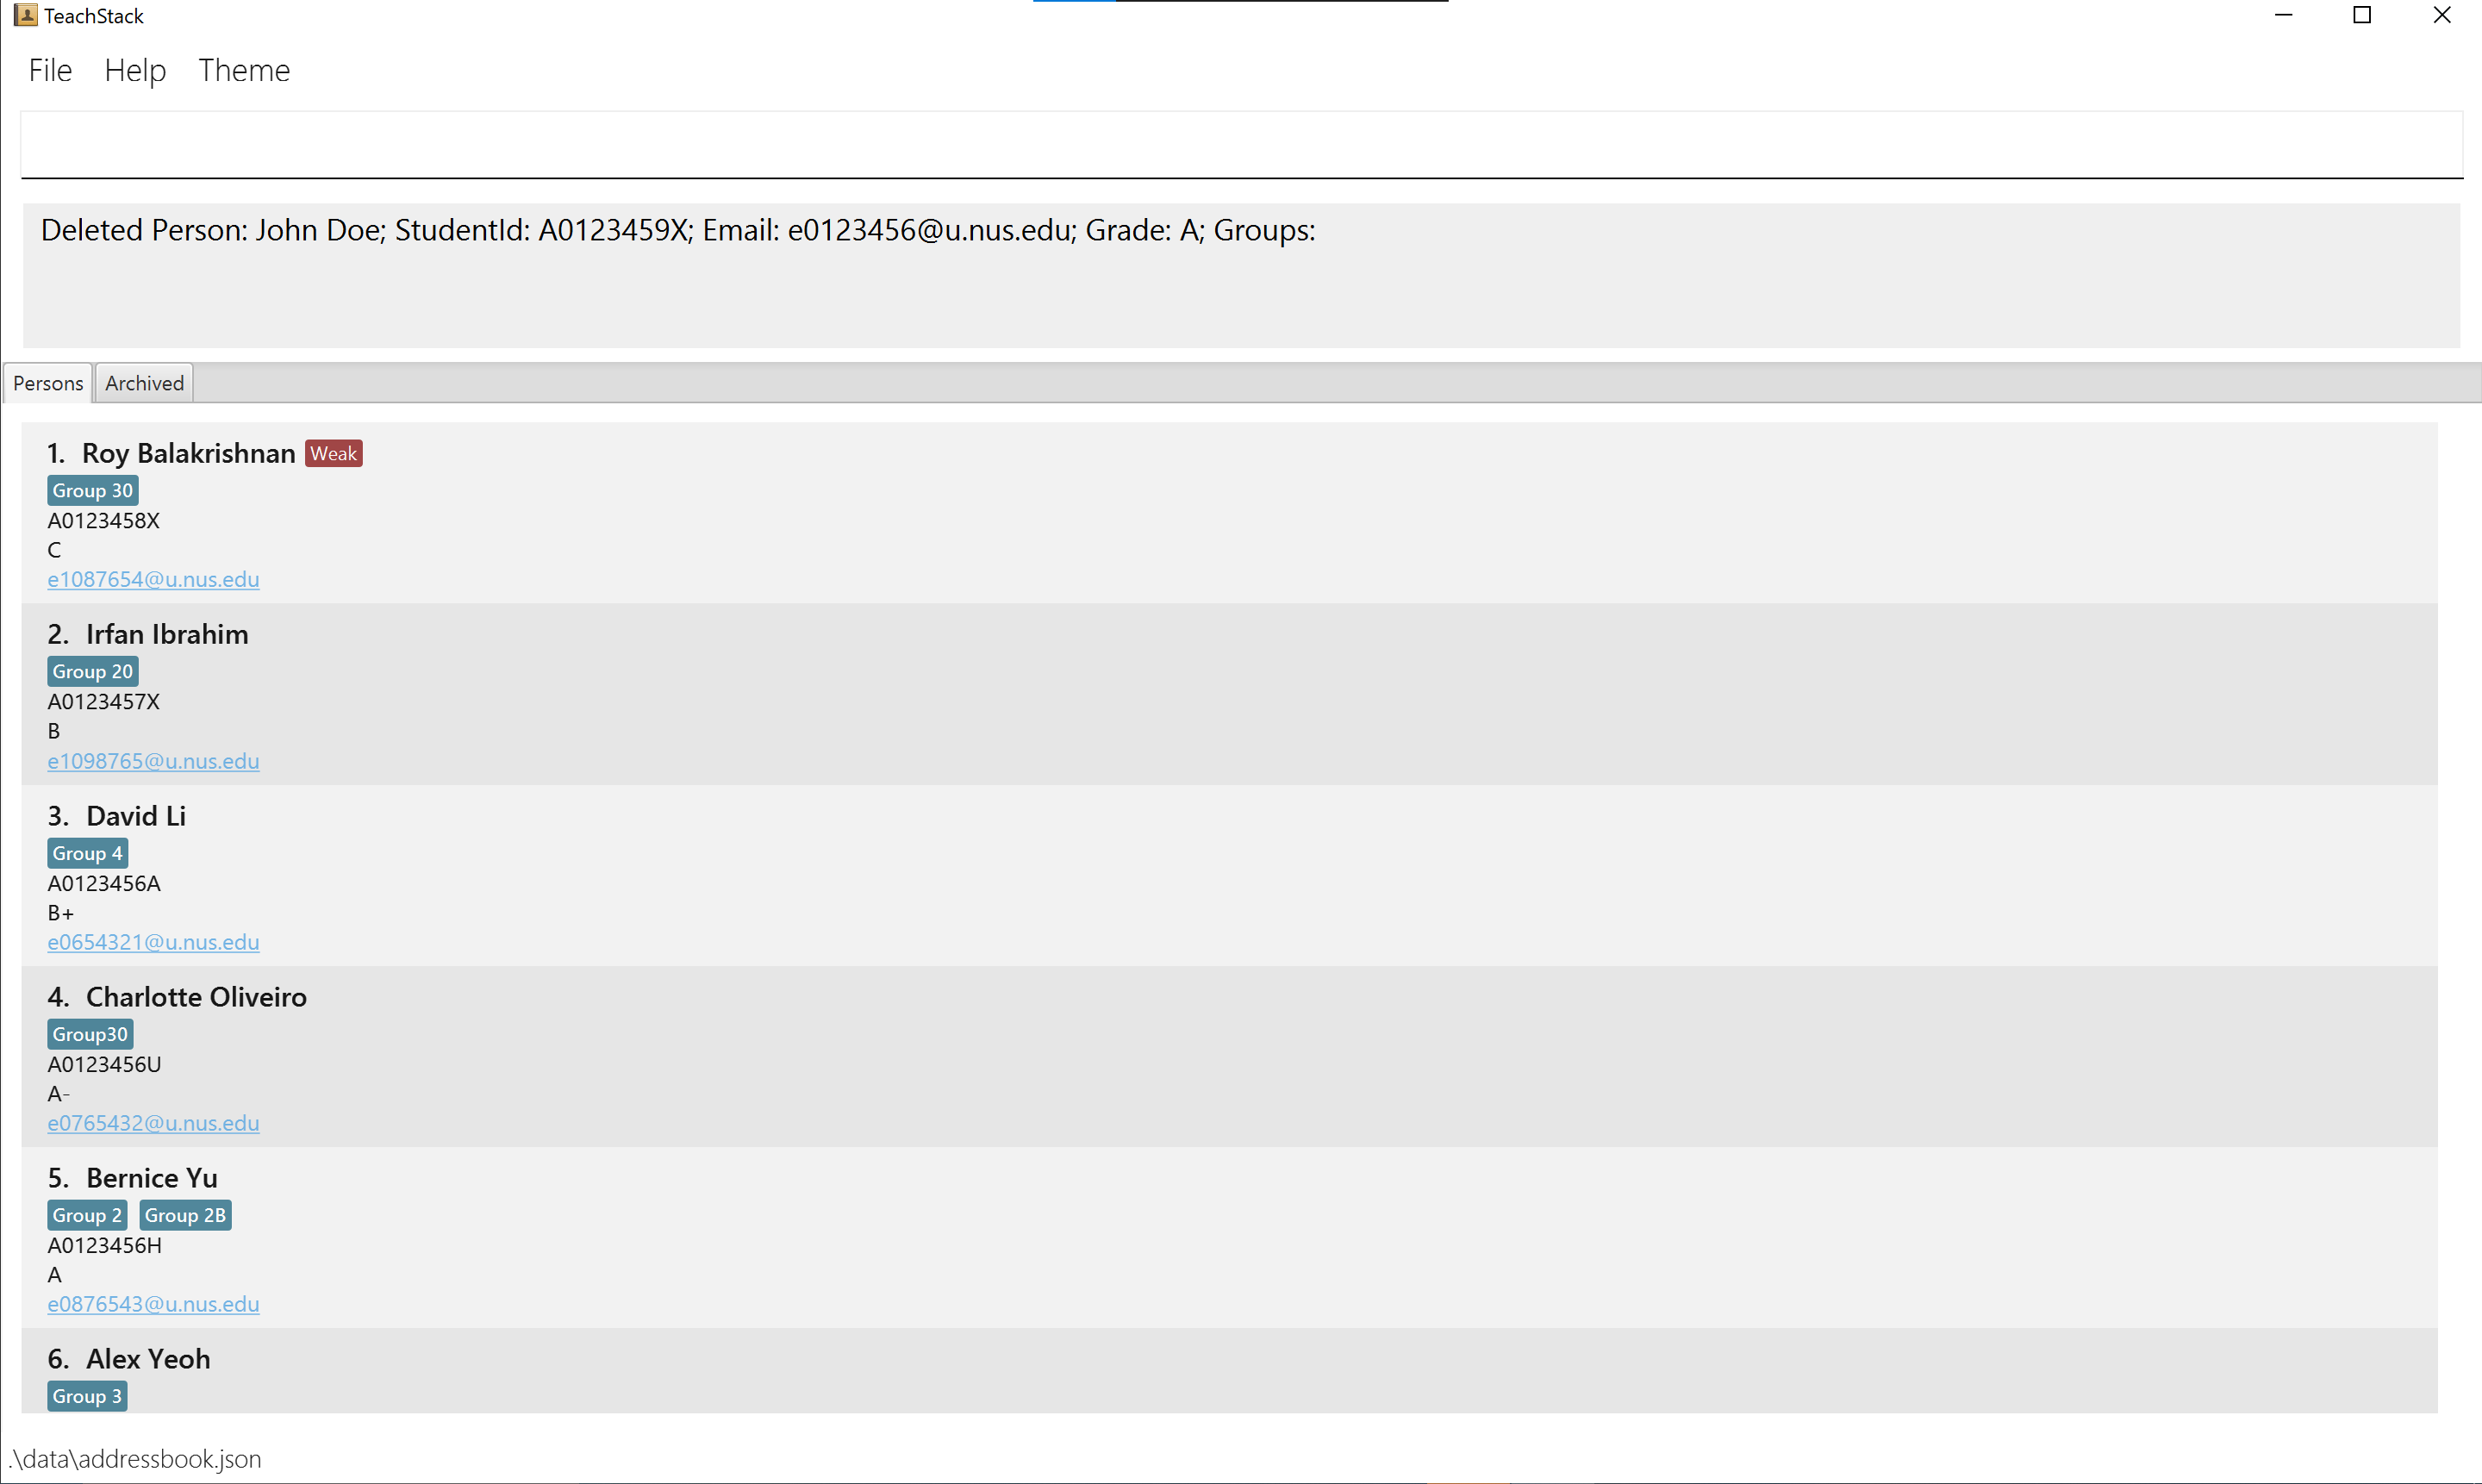 TeachStack
File Help Theme
Deleted Person: John Doe; StudentId: A0123459X; Email: e0123456@u.nus.edu; Grade: A; Groups:
Persons Archived
1. Roy Balakrishnan Weak
Group 30
A0123458X
C
e1087654@u.nus.edu
2. Irfan Ibrahim
Group 20
A0123457X
B
e1098765@u.nus.edu
3. David Li
Group 4
A0123456A
B+
e0654321@u.nus.edu
4. Charlotte Oliveiro
Group30
A0123456U
A-
e0765432@u.nus.edu
5. Bernice Yu
Group 2 Group 2B
A0123456H
A
e0876543@u.nus.edu
6. Alex Yeoh
Group 3
.\data\addressbook.json